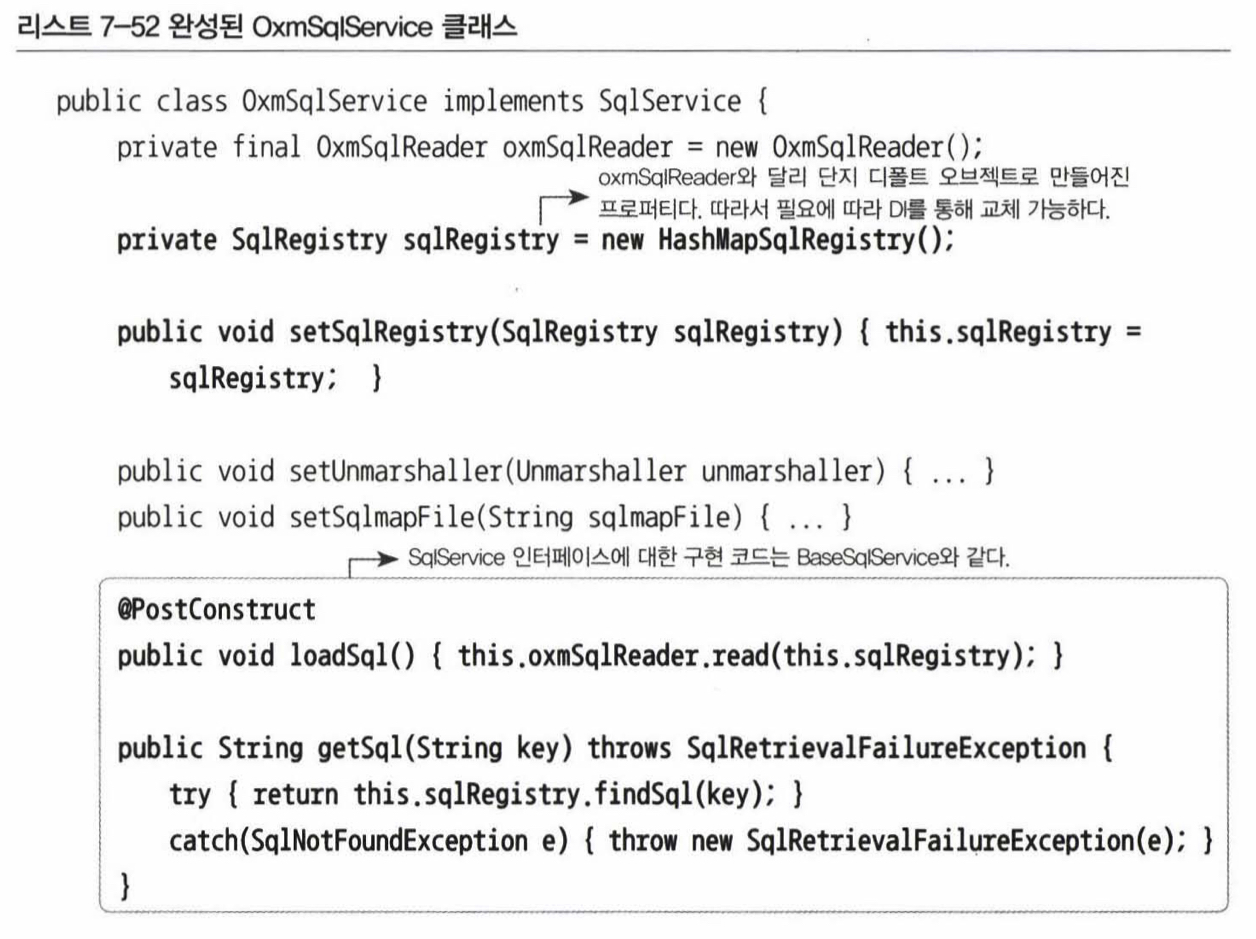 리스트 7-52 완성된 OxmSqlService 클래스
public class OxmSqlService implements SqlService {
private final OxmSqlReader oxmSqlReader = new OxmSqlReader();
oxmSqlReader와 달리 단지 디폴트 오브젝트로 만들어진
프로퍼티다. 따라서 필요에 따라 DI를 통해 교체 가능하다.
private SqlRegistry sqlRegistry = new HashMapSqlRegistry();
public void setSqlRegistry(SqlRegistry sqlRegistry) { this.sqlRegistry =
sqlRegistry; }
public void setUnmarshaller(Unmarshaller unmarshaller) { ... }
public void setSqlmapFile(String sqlmapFile) { ... }
SqlService 인터페이스에 대한 구현 코드는 BaseSqlService와 같다.
@PostConstruct
public void loadSql() { this.oxmSqlReader.read(this.sqlRegistry); }
public String getSql(String key) throws SqlRetrievalFailureException {
try { return this.sqlRegistry.findSql(key); }
catch(SqlNotFoundException e) { throw new SqlRetrievalFailureException(e); }
}